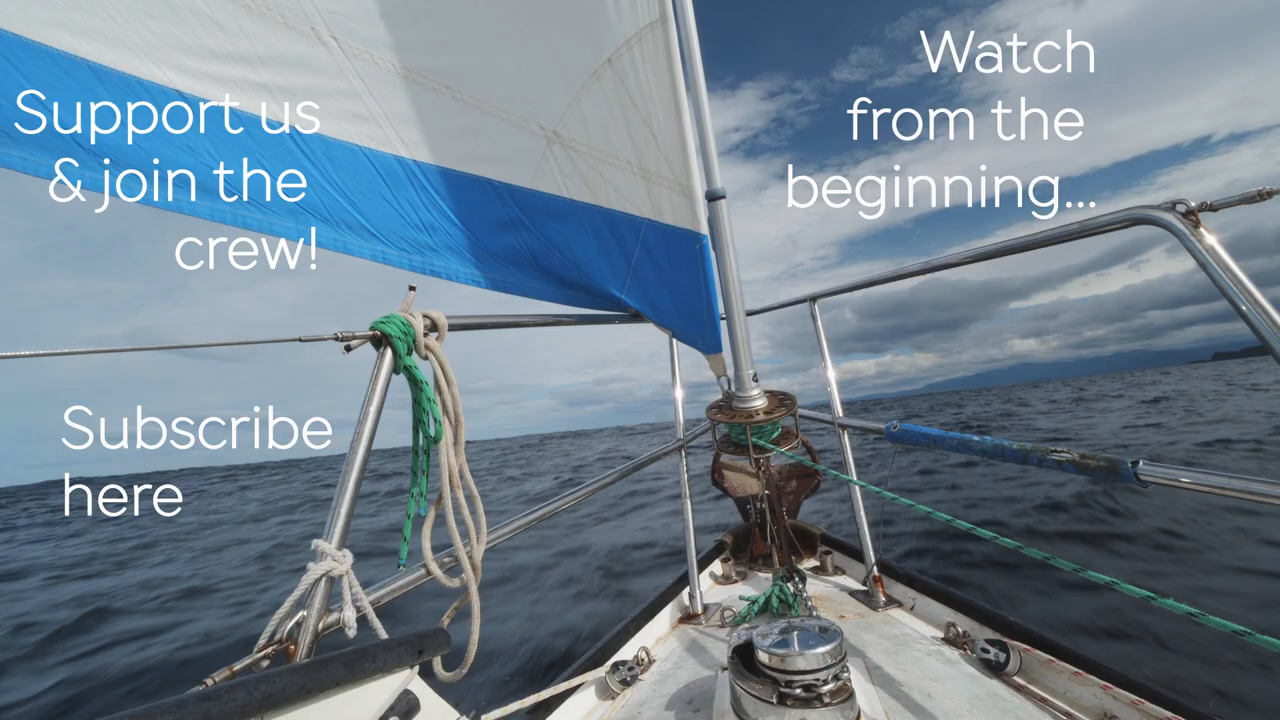 Support us
& join the
crew!
Watch
from the
beginning...
Subscribe
here